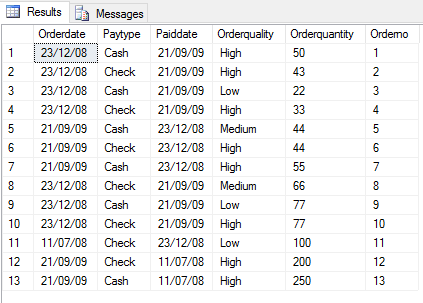 Results Messages
Orderdate Paytype Paiddate Orderquality Orderquantity Orderno
1 23/12/08 Cash 21/09/09 High 50 1
2 23/12/08 Check 21/09/09 High 43 2
3 23/12/08 Cash 21/09/09 Low 22 3
4 23/12/08 Check 21/09/09 High 33 4
5 21/09/09 Cash 23/12/08 Medium 44 5
6 21/09/09 Check 23/12/08 High 44 6
7 21/09/09 Cash 23/12/08 High 55 7
8 23/12/08 Check 21/09/09 Medium 66 8
9 23/12/08 Cash 21/09/09 Low 77 9
10 23/12/08 Check 21/09/09 High 77 10
11 11/07/08 Check 23/12/08 Low 100 11
12 21/09/09 Check 11/07/08 High 200 12
13 21/09/09 Cash 11/07/08 High 250 13